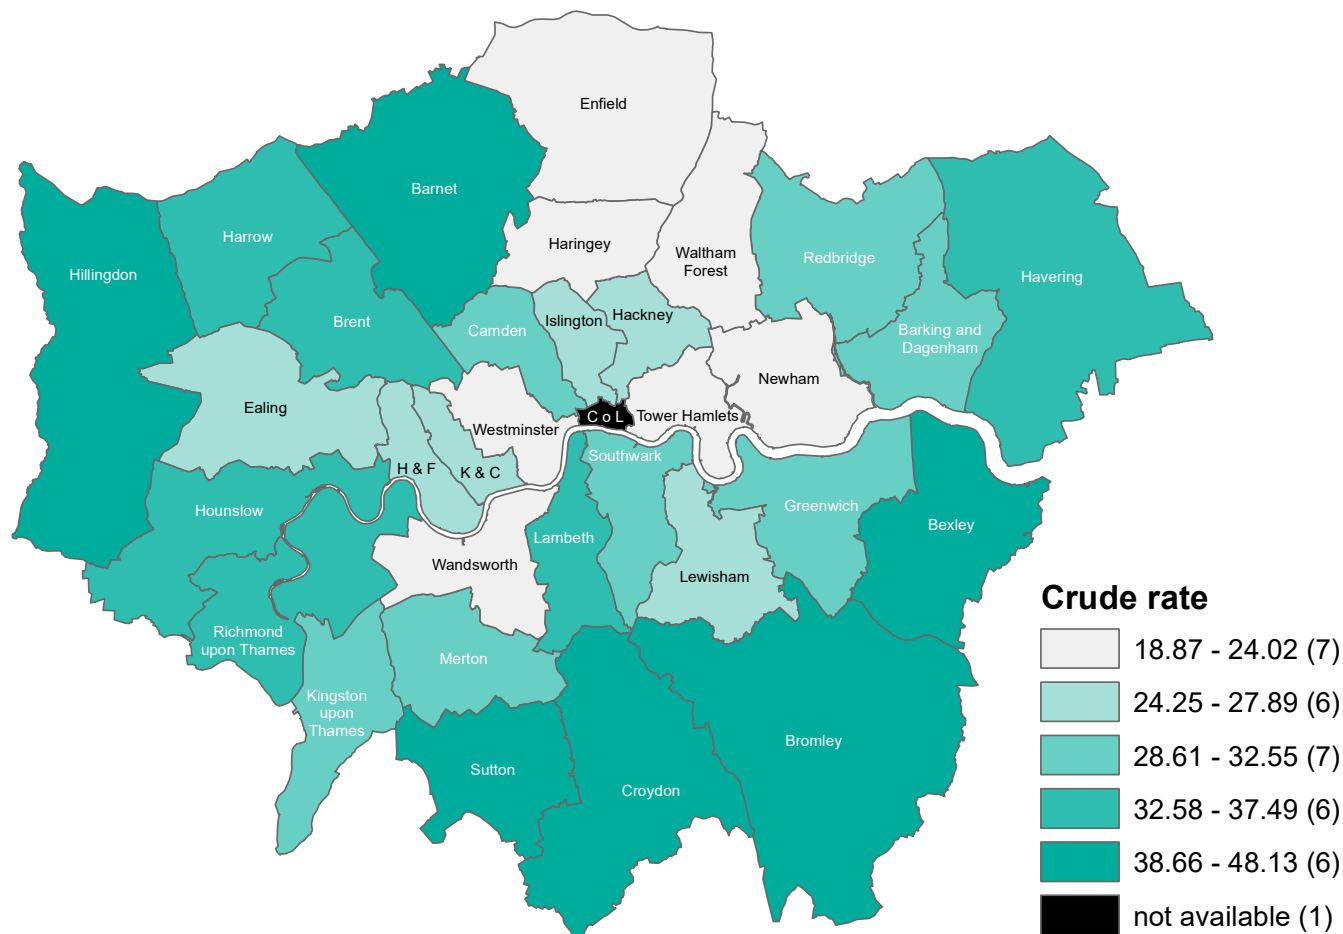 Enfield
Barnet
Harrow
Haringey
Waltham
Forest
Redbridge
Havering
Hillingdon
Brent
Camden
Islington
Hackney
Barking and
Dagenham
Newham
Ealing
Westminster
C o L
Tower Hamlets
H & F
K & C
Southwark
Hounslow
Greenwich
Bexley
Lambeth
Wandsworth
Lewisham
Richmond
upon Thames
Merton
Kingston
upon
Thames
Sutton
Croydon
Bromley
Crude rate
18.87 - 24.02 (7)
24.25 - 27.89 (6)
28.61 - 32.55 (7)
32.58 - 37.49 (6)
38.66 - 48.13 (6)
not available (1)